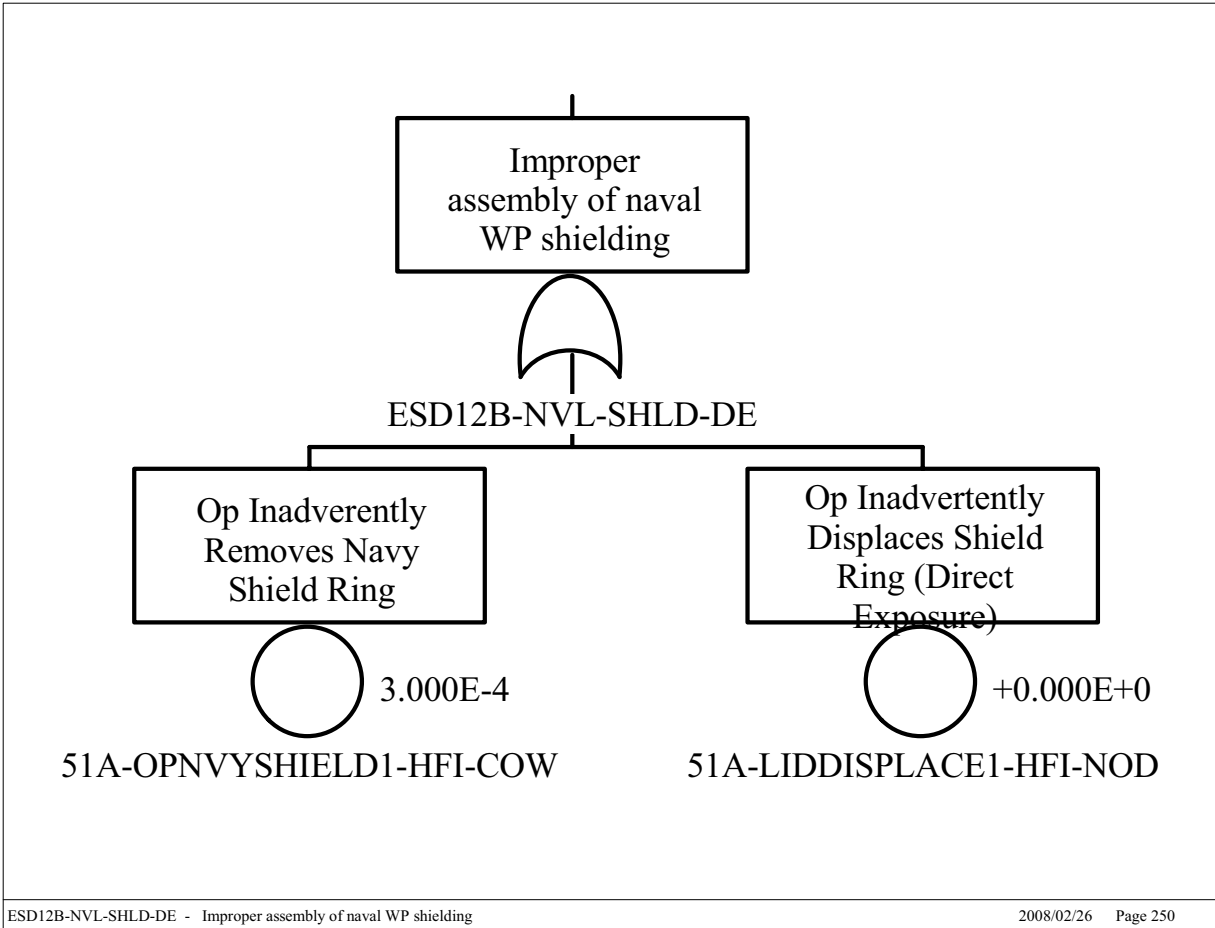 Improper
assembly of naval
WP shielding
ESD12B-NVL-SHLD-DE
Op Inadverently
Removes Navy
Shield Ring
3.000E-4
51A-OPNVYSHIELD1-HFI-COW
Op Inadvertently
Displaces Shield
Ring (Direct
Exposure)
+0.000E+0
51A-LIDDISPLACE1-HFI-NOD
ESD12B-NVL-SHLD-DE - Improper assembly of naval WP shielding
2008/02/26 Page 250